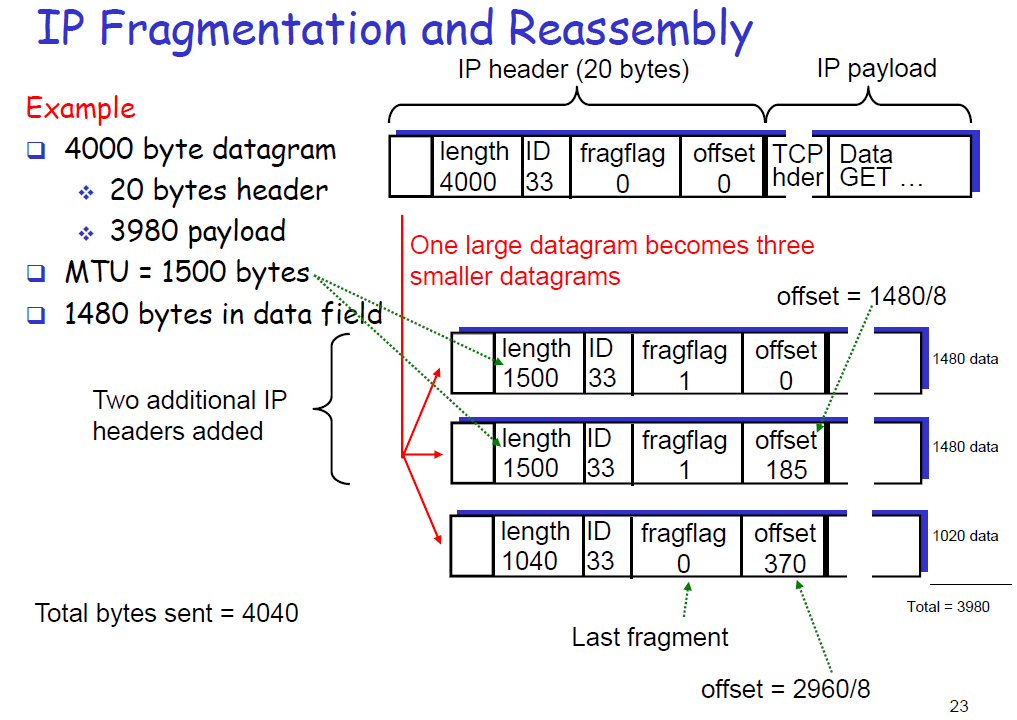 IP Fragmentation and Reassembly
IP header (20 bytes)
IP payload
Example
4000 byte datagram
20 bytes header
3980 payload
MTU = 1500 bytes
1480 bytes in data field
length ID fragflag offset TCP Data
4000 33 0 0 hder GET …
One large datagram becomes three
smaller datagrams
offset = 1480/8
Two additional IP
headers added
length ID fragflag offset
1500 33 1 0
1480 data
length ID fragflag offset
1500 33 1 185
1480 data
length ID fragflag offset
1040 33 0 370
1020 data
Total = 3980
Total bytes sent = 4040
Last fragment
offset = 2960/8
23